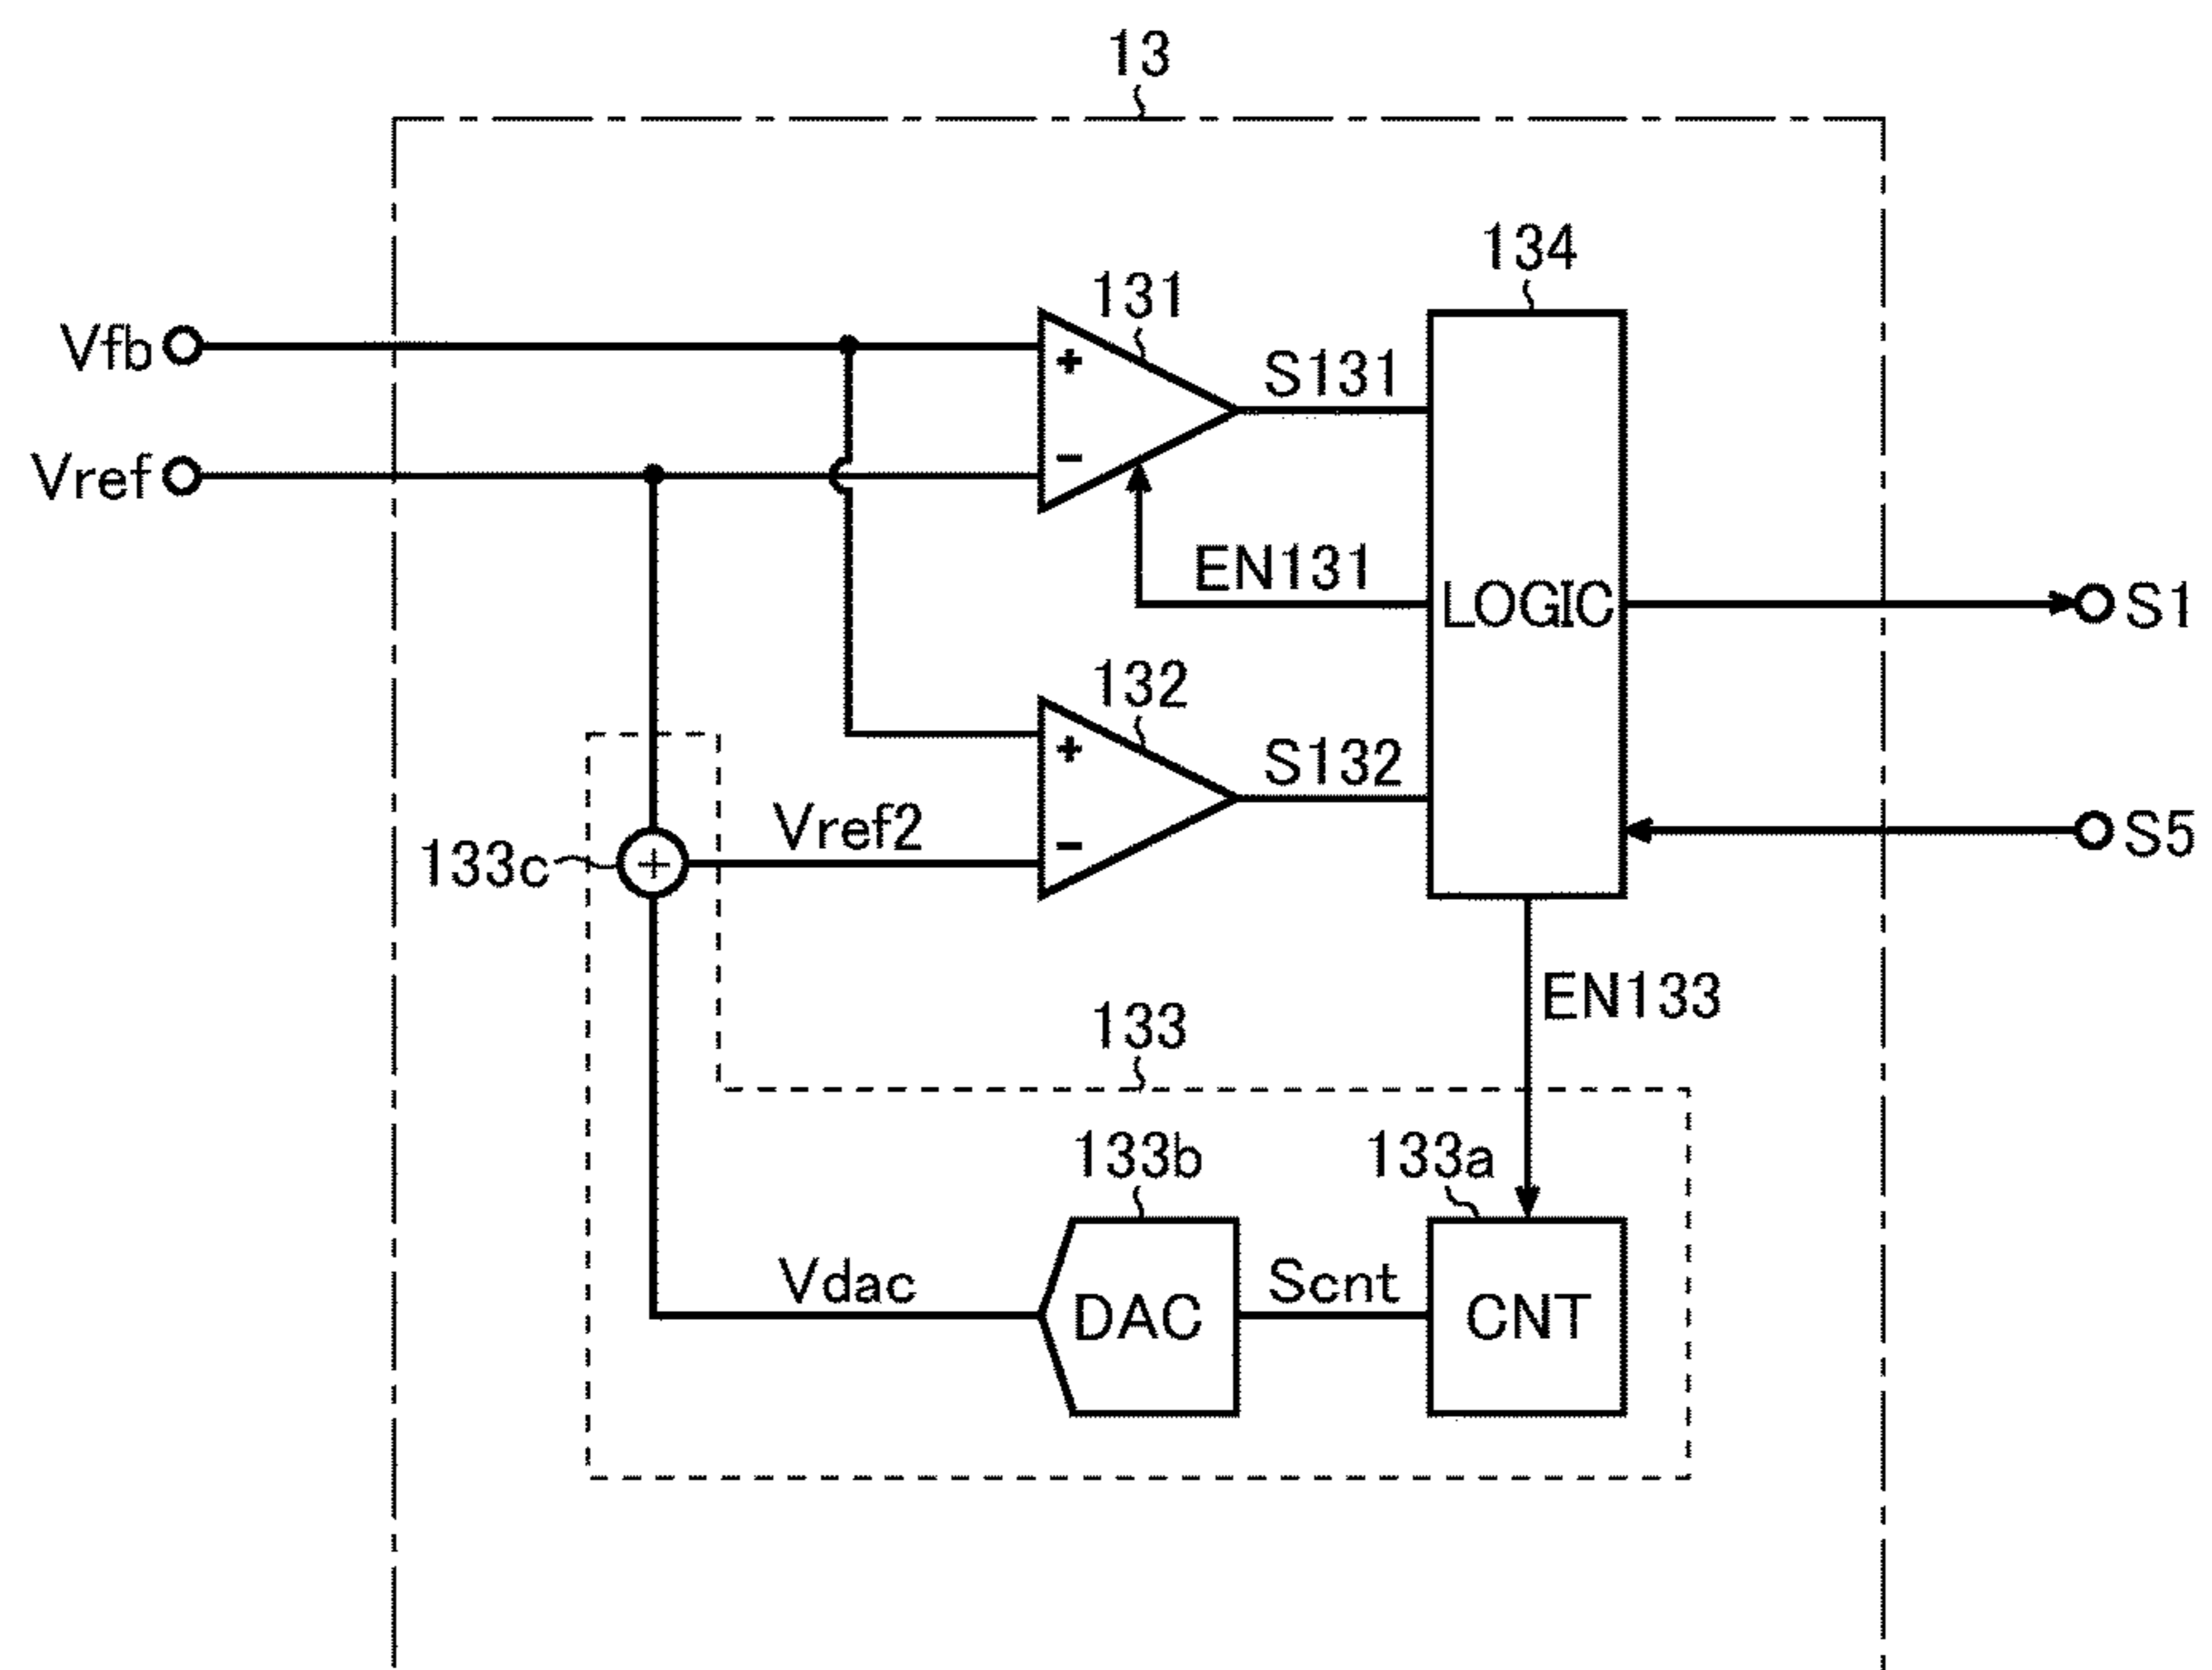 13
134
131
Vfb
+
S131
Vref
-
EN131
LOGIC
S1
132
+
S132
Vref2
S5
133c
+
-
EN133
133
133b
133a
Vdac
DAC
Scnt
CNT